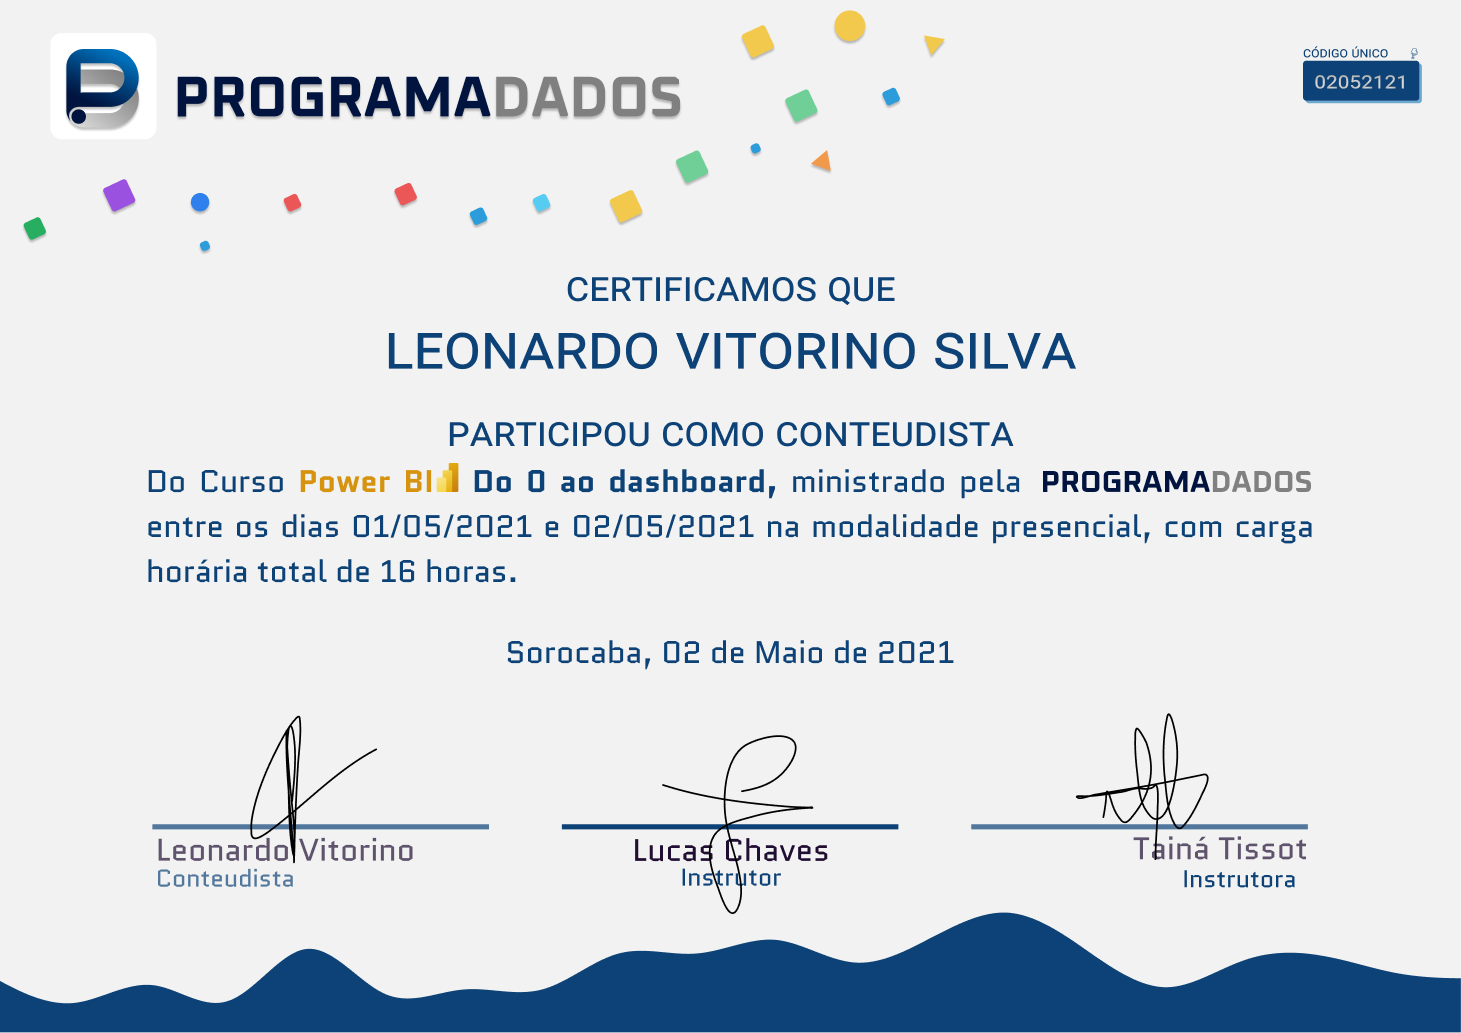 PROGRAMADADOS
CÓDIGO ÚNICO
02052121
CERTIFICAMOS QUE
LEONARDO VITORINO SILVA
PARTICIPOU COMO CONTEUDISTA
Do Curso Power BI Do 0 ao dashboard, ministrado pela PROGRAMADADOS
entre os dias 01/05/2021 e 02/05/2021 na modalidade presencial, com carga
horária total de 16 horas.
Sorocaba, 02 de Maio de 2021
Leonardo Vitorino
Conteudista
Lucas Chaves
Instrutor
Tainá Tissot
Instrutora